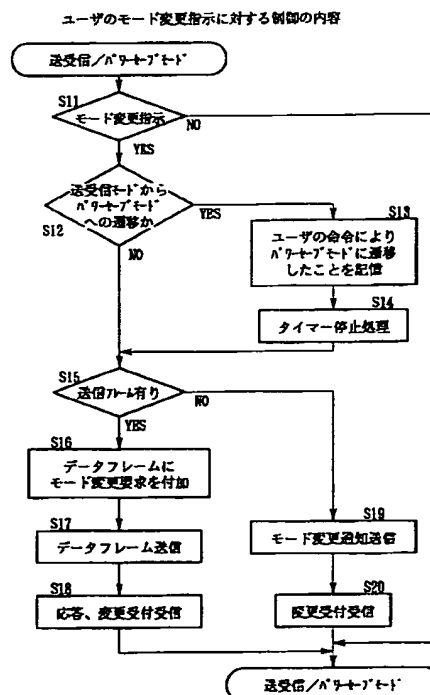 ユーザのモード変更指示に対する制御の内容
送受信/パワーセーブモード
S11
モード変更指示
NO
YES
送受信モードから
パワーセーブモード
への遷移か
S12
YES
NO
S13
ユーザの命令により
パワーセーブモードに遷移
したことを記憶
S14
タイマー停止処理
S15
送信フレーム有り
NO
YES
S16
データフレームに
モード変更要求を付加
S17
データフレーム送信
S18
応答、変更受付受信
S19
モード変更通知送信
S20
変更受付受信
送受信/パワーセーブモード